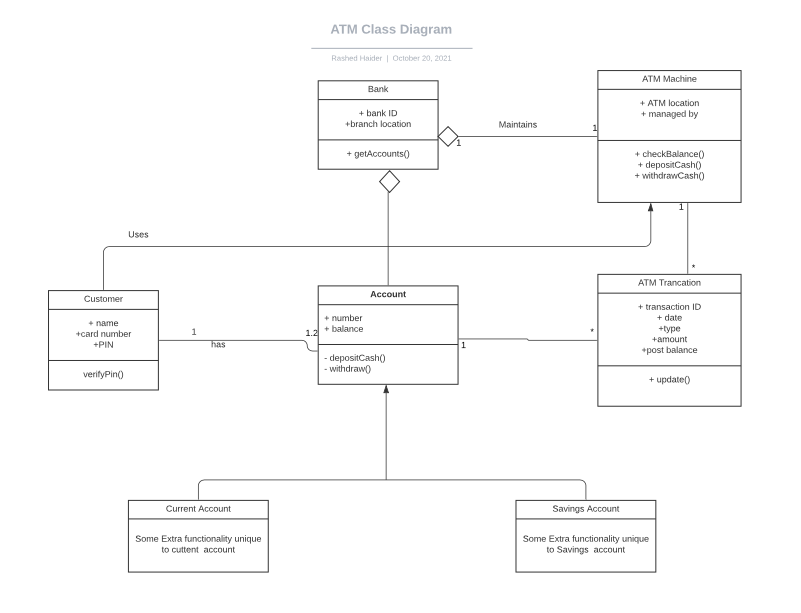 ATM Class Diagram
Rashed Haider | October 20, 2021
Bank
+ bank ID
+branch location
+ getAccounts()
1
Maintains
1
ATM Machine
+ ATM location
+ managed by
+ checkBalance()
+ depositCash()
+ withdrawCash()
1
*
Uses
Customer
+ name
+card number
+PIN
verifyPin()
1
has
1.2
Account
+ number
+ balance
- depositCash()
- withdraw()
1
*
ATM Trancation
+ transaction ID
+ date
+type
+amount
+post balance
+ update()
Current Account
Some Extra functionality unique
to cuttent account
Savings Account
Some Extra functionality unique
to Savings account